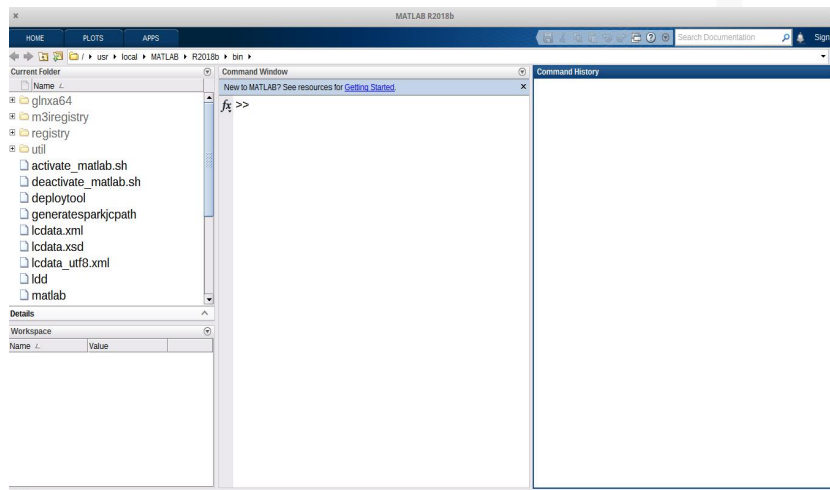 MATLAB R2018b
HOME PLOTS APPS Search Documentation Sign
/ usr local MATLAB R2018b bin
Current Folder
Name
glnxa64
m3iregistry
registry
util
activate_matlab.sh
deactivate_matlab.sh
deploytool
generatesparkjcpath
lcdata.xml
lcdata.xsd
lcdata_utf8.xml
ldd
matlab
Details
Workspace
Name Value
Command Window
New to MATLAB? See resources for Getting Started.
fx >>
Command History